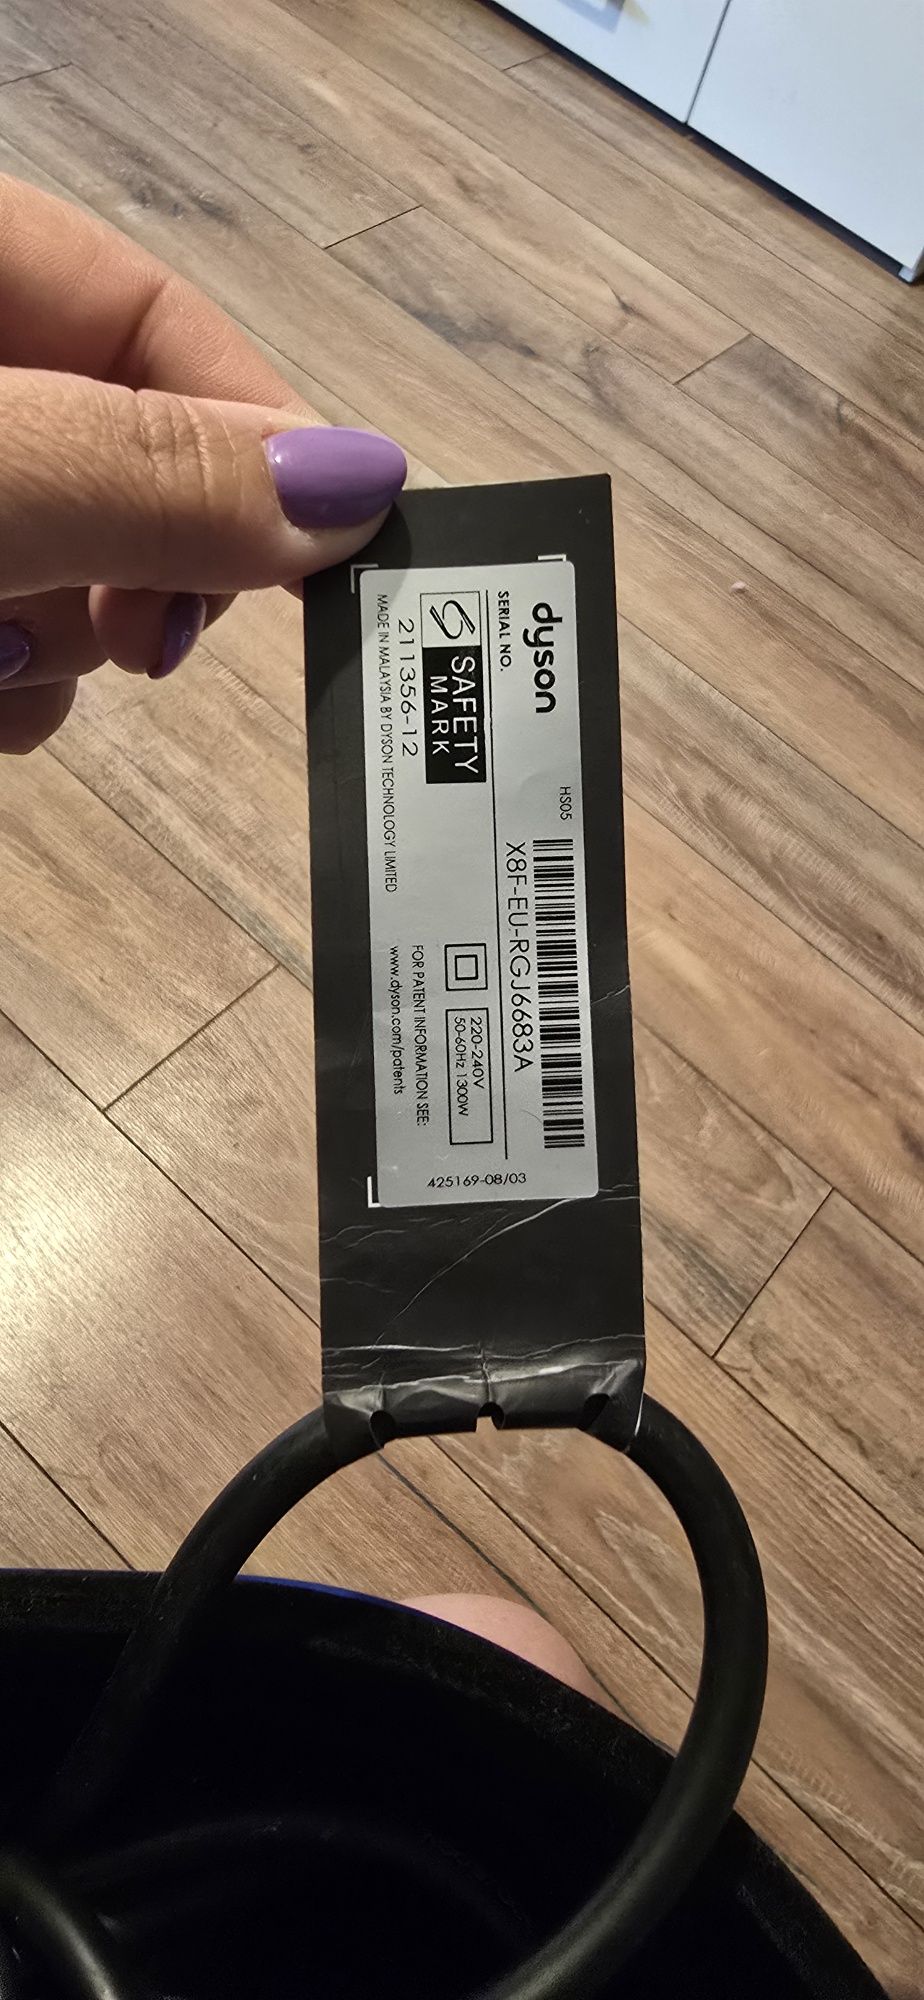 dyson
HS05
SERIAL NO.
X8F-EU-RGJ6683A
SAFETY
MARK
220-240V
50-60Hz 1300W
211356-12
FOR PATENT INFORMATION SEE:
www.dyson.com/patents
MADE IN MALAYSIA BY DYSON TECHNOLOGY LIMITED
425169-08/03